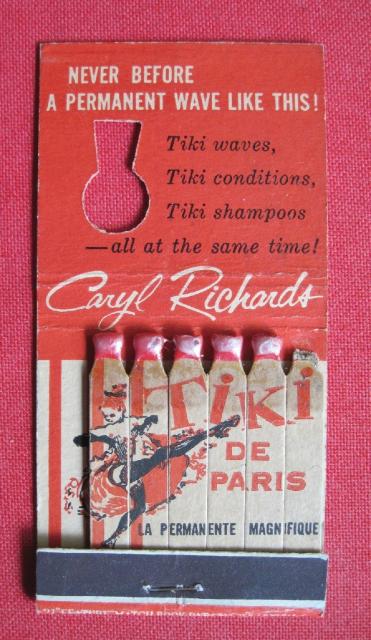 NEVER BEFORE
A PERMANENT WAVE LIKE THIS!
Tiki waves,
Tiki conditions,
Tiki shampoos
—all at the same time!
Caryl Richards
TiKi
DE
PARIS
LA PERMANENTE MAGNIFIQUE